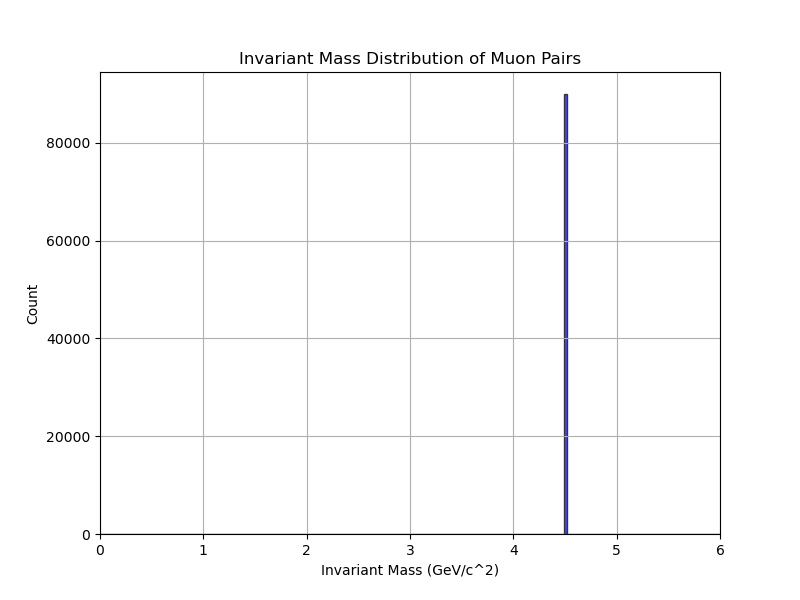 Invariant Mass Distribution of Muon Pairs
80000
60000
40000
20000
0
Count
0 1 2 3 4 5 6
Invariant Mass (GeV/c^2)